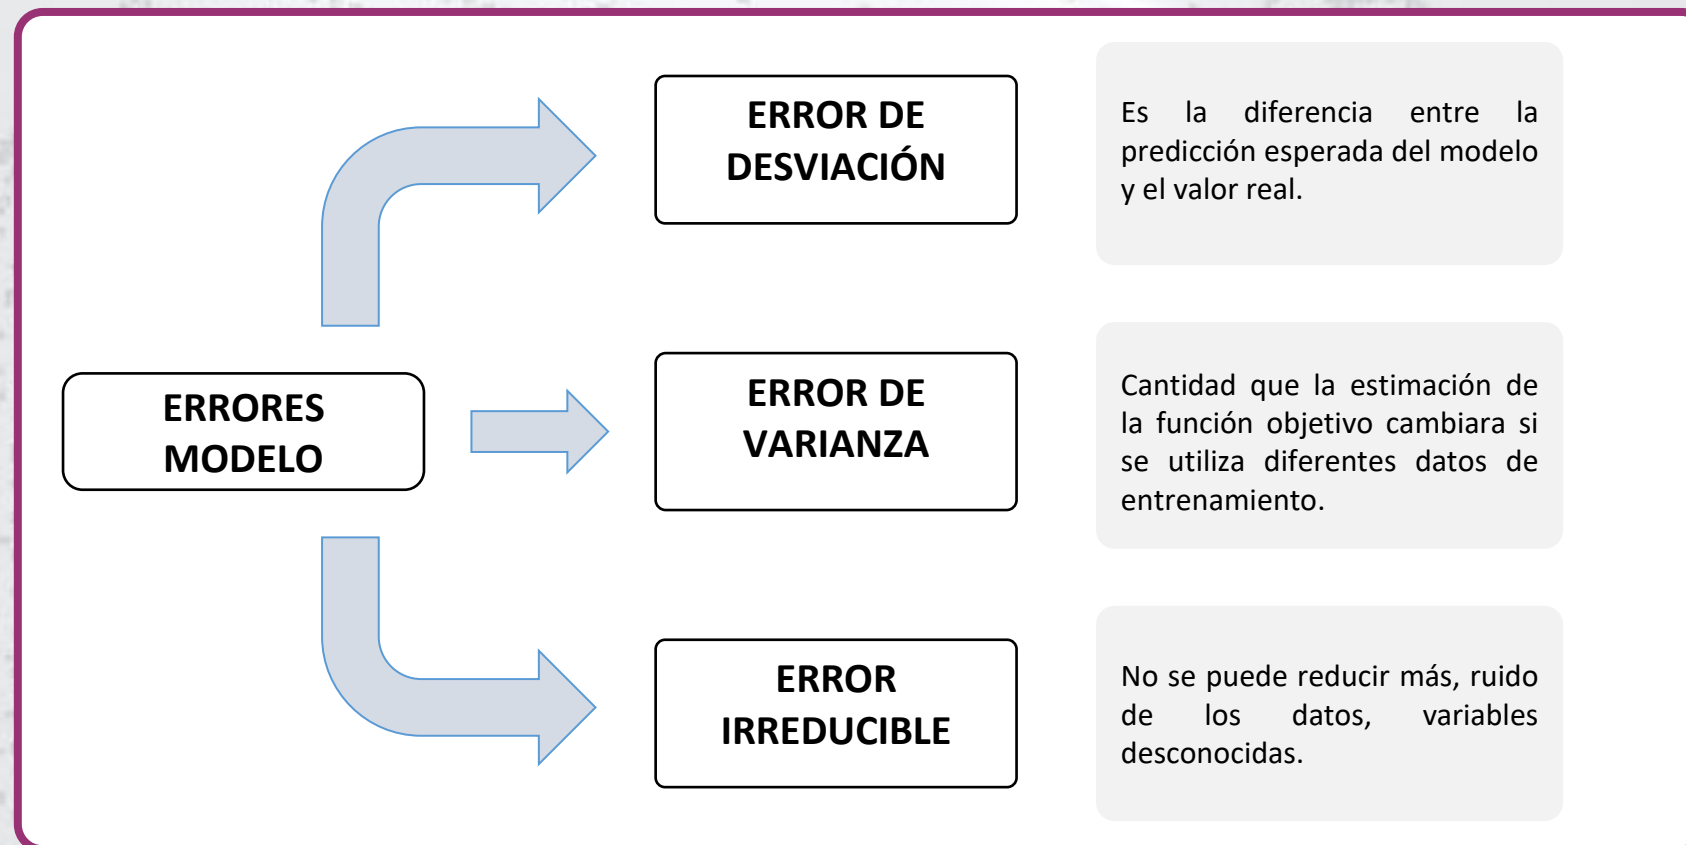 ERROR DE
DESVIACIÓN
Es la diferencia entre la
predicción esperada del modelo
y el valor real.
ERRORES
MODELO
ERROR DE
VARIANZA
Cantidad que la estimación de
la función objetivo cambiara si
se utiliza diferentes datos de
entrenamiento.
ERROR
IRREDUCIBLE
No se puede reducir más, ruido
de los datos, variables
desconocidas.